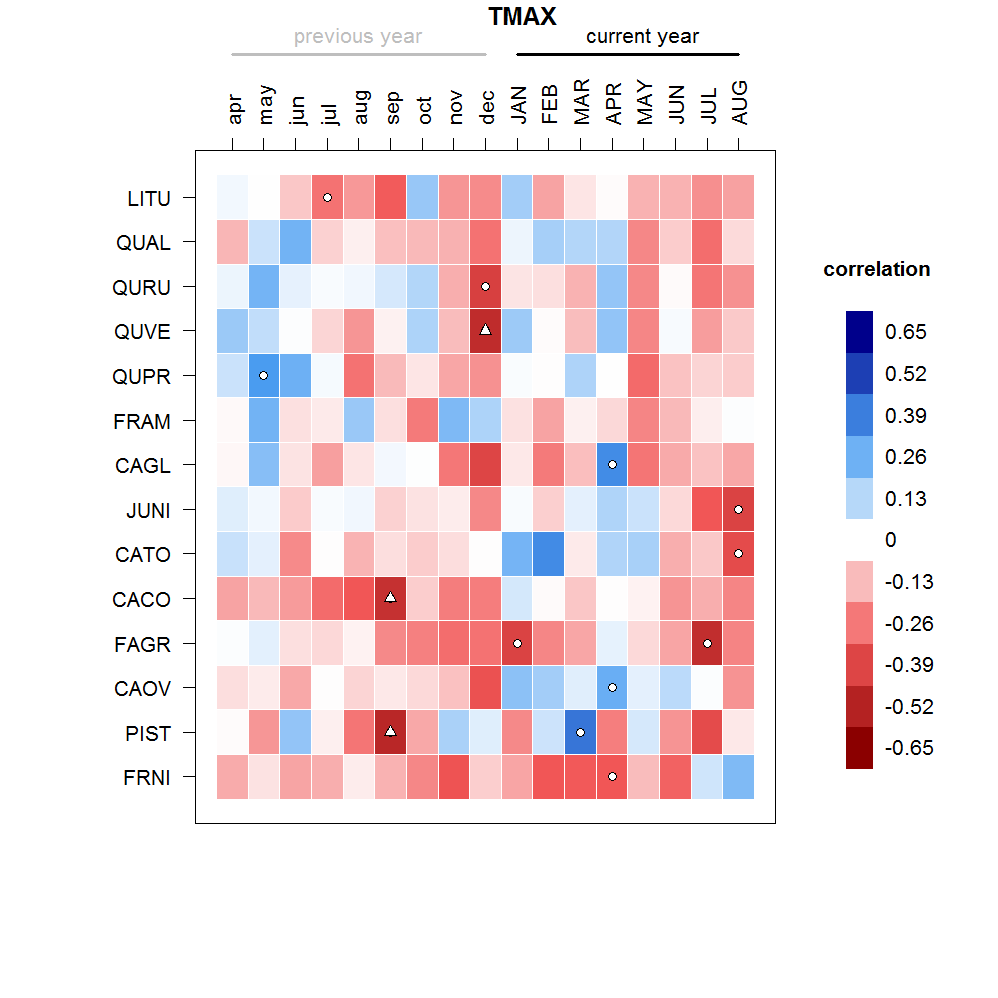 TMAX
previous year current year
apr may jun jul aug sep oct nov dec JAN FEB MAR APR MAY JUN JUL AUG
LITU
QUAL
QURU
QUVE
QUPR
FRAM
CAGL
JUNI
CATO
CACO
FAGR
CAOV
PIST
FRNI
correlation
0.65
0.52
0.39
0.26
0.13
0
-0.13
-0.26
-0.39
-0.52
-0.65